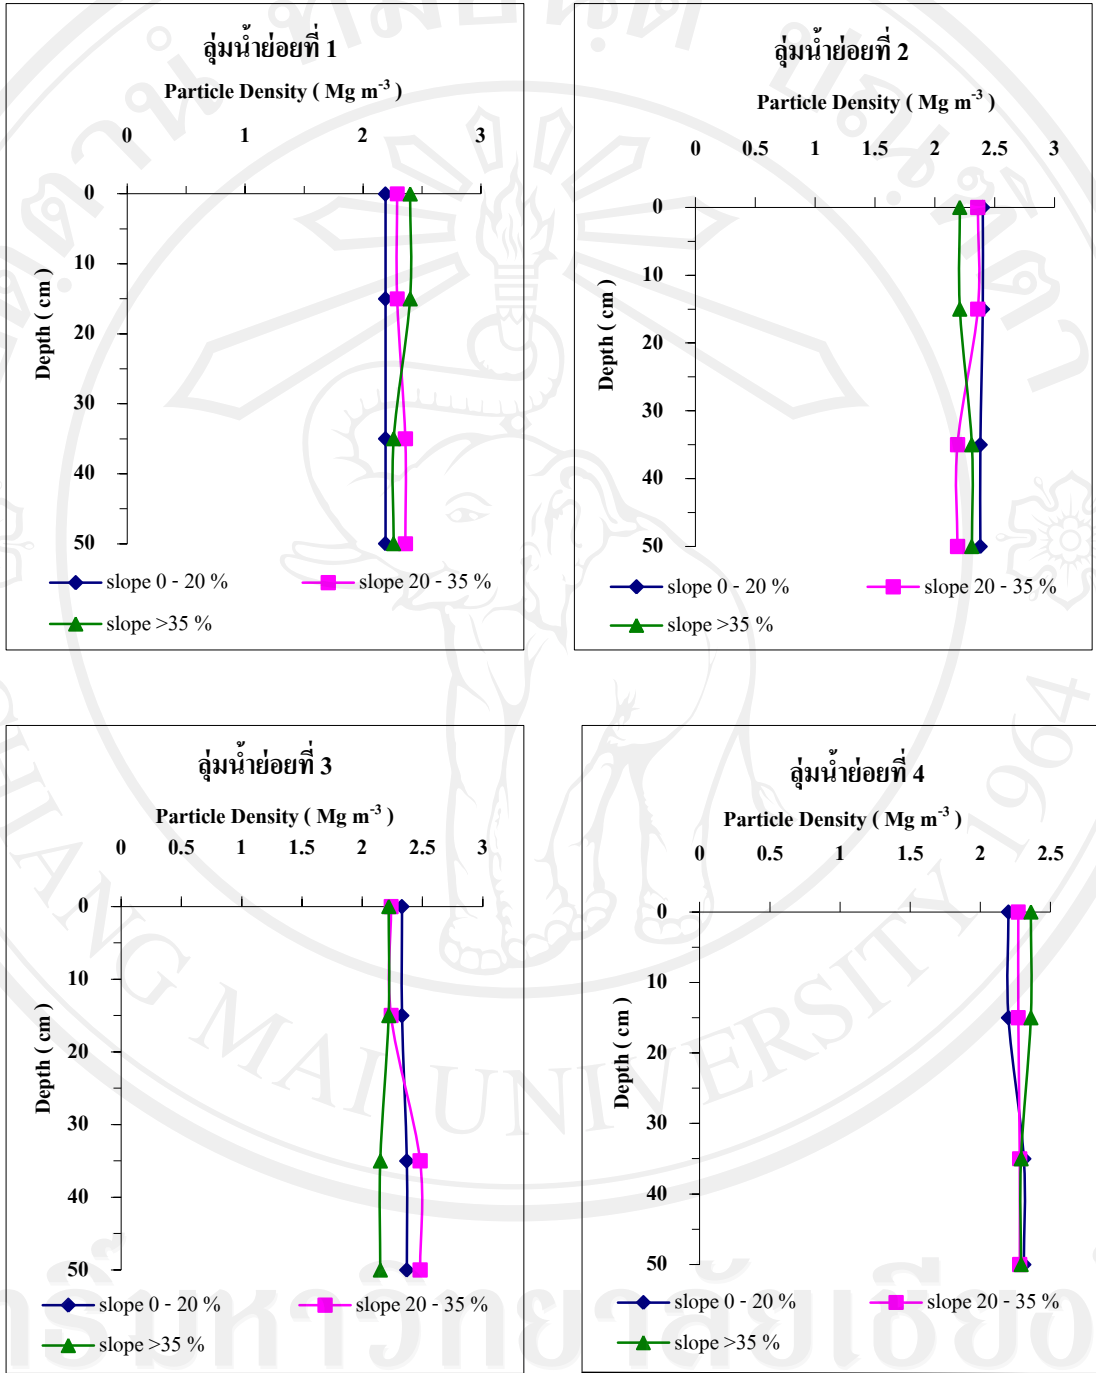 ลุ่มน้ำย่อยที่ 1
Particle Density ( Mg m-3 )
0 1 2 3
0
10
20
30
40
50
Depth ( cm )
slope 0 - 20 % slope 20 - 35 %
slope >35 %
ลุ่มน้ำย่อยที่ 2
Particle Density ( Mg m-3 )
0 0.5 1 1.5 2 2.5 3
0
10
20
30
40
50
Depth ( cm )
slope 0 - 20 % slope 20 - 35 %
slope >35 %
ลุ่มน้ำย่อยที่ 3
Particle Density ( Mg m-3 )
0 0.5 1 1.5 2 2.5 3
0
10
20
30
40
50
Depth ( cm )
slope 0 - 20 % slope 20 - 35 %
slope >35 %
ลุ่มน้ำย่อยที่ 4
Particle Density ( Mg m-3 )
0 0.5 1 1.5 2 2.5
0
10
20
30
40
50
Depth ( cm )
slope 0 - 20 % slope 20 - 35 %
slope >35 %
CHIANG MAI UNIVERSITY 1964